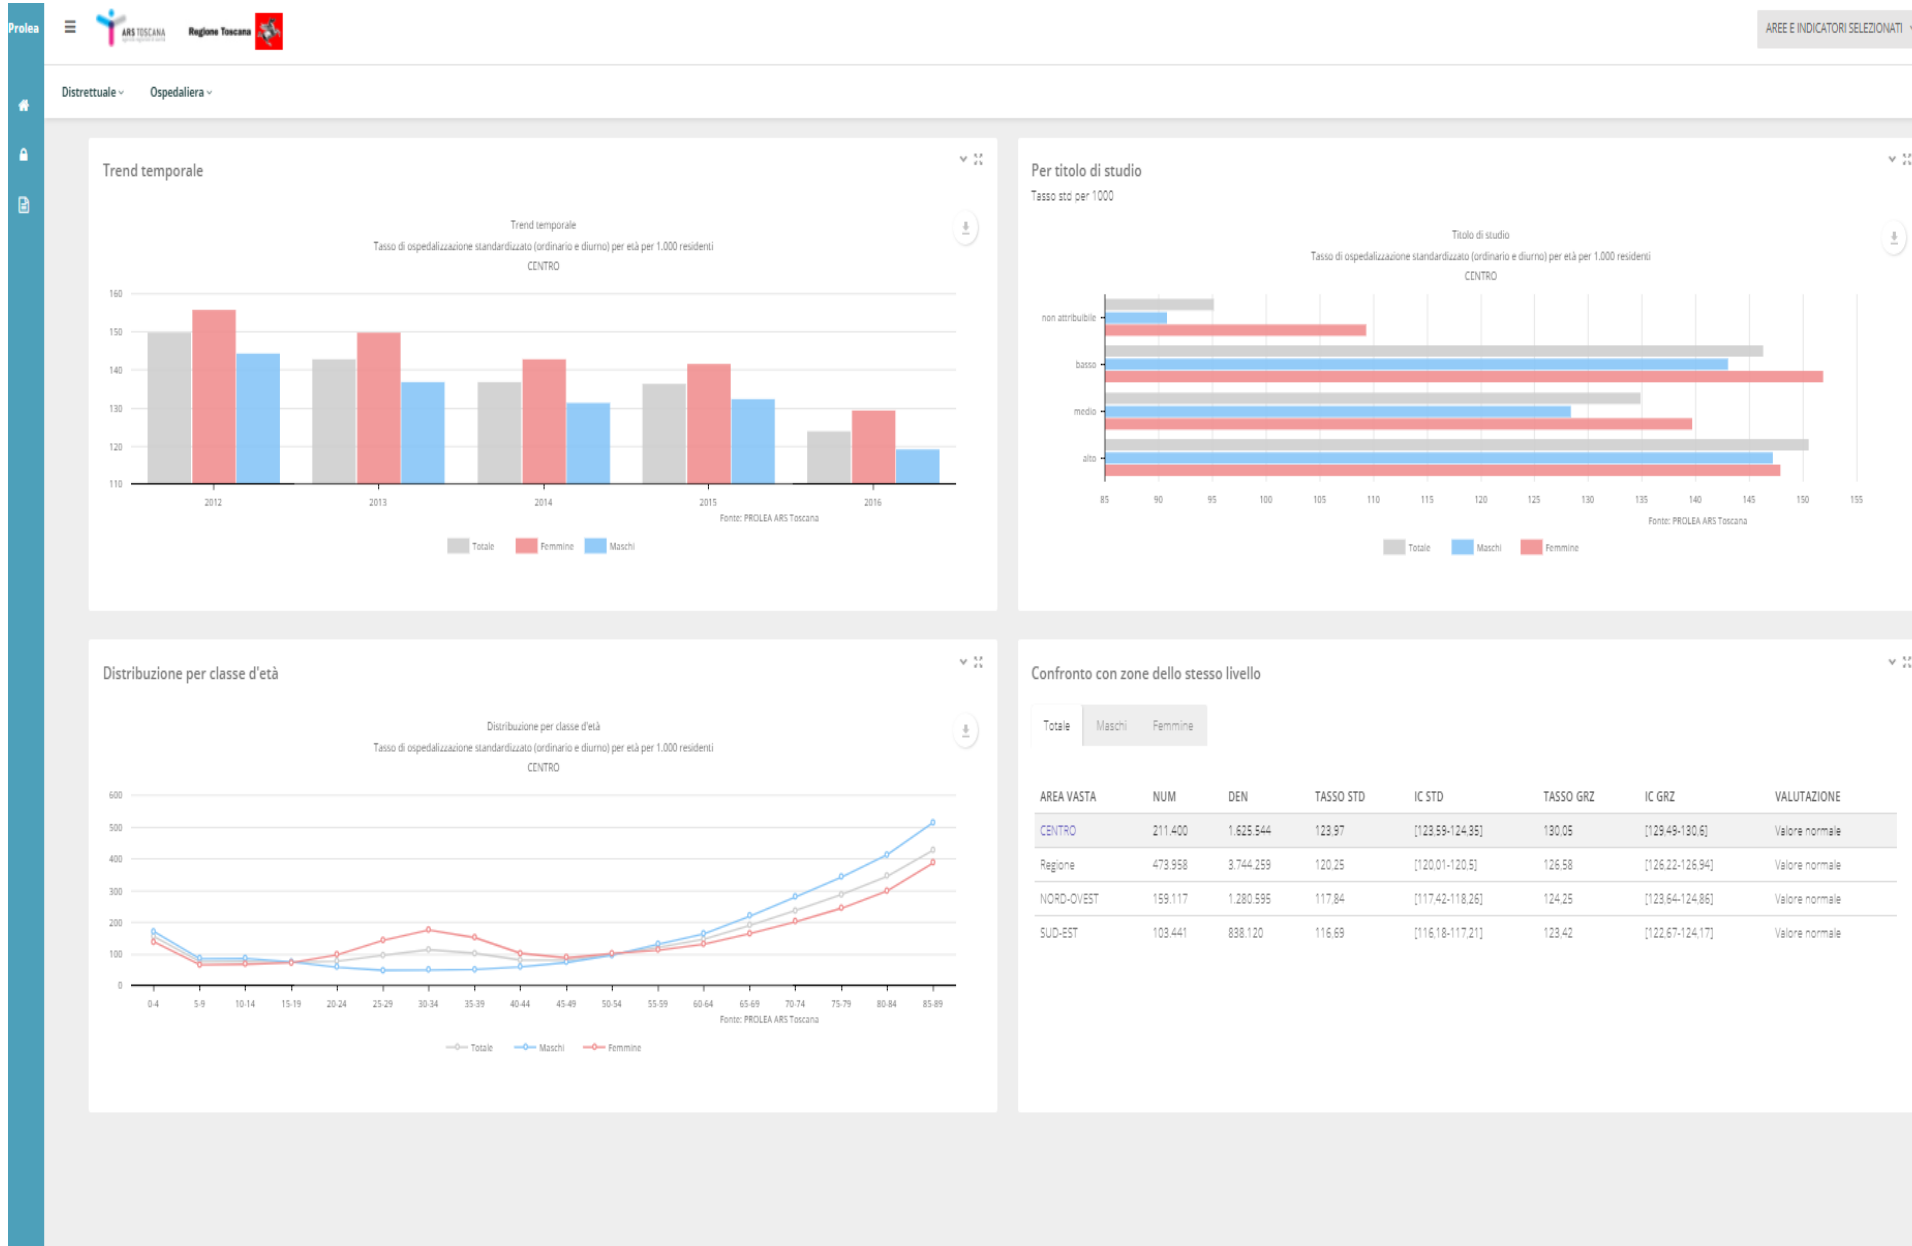 Prolea
ARS TOSCANA
Regione Toscana
AREE E INDICATORI SELEZIONATI
Distrettuale
Ospedaliera
Trend temporale
Trend temporale
Tasso di ospedalizzazione standardizzato (ordinario e diurno) per età per 1.000 residenti
CENTRO
160
150
140
130
120
110
2012 2013 2014 2015 2016
Fonte: PROLEA ARS Toscana
Totale Femmine Maschi
Per titolo di studio
Tasso std per 1000
Titolo di studio
Tasso di ospedalizzazione standardizzato (ordinario e diurno) per età per 1.000 residenti
CENTRO
non attribuibile
basso
medio
alto
85 90 95 100 105 110 115 120 125 130 135 140 145 150 155
Fonte: PROLEA ARS Toscana
Totale Maschi Femmine
Distribuzione per classe d'età
Distribuzione per classe d'età
Tasso di ospedalizzazione standardizzato (ordinario e diurno) per età per 1.000 residenti
CENTRO
600
500
400
300
200
100
0
0-4 5-9 10-14 15-19 20-24 25-29 30-34 35-39 40-44 45-49 50-54 55-59 60-64 65-69 70-74 75-79 80-84 85-89
Fonte: PROLEA ARS Toscana
Totale Maschi Femmine
Confronto con zone dello stesso livello
Totale Maschi Femmine
AREA VASTA NUM DEN TASSO STD IC STD TASSO GRZ IC GRZ VALUTAZIONE
CENTRO 211.400 1.625.544 123,97 [123,59-124,35] 130,05 [129,49-130,6] Valore normale
Regione 473.958 3.744.259 120,25 [120,01-120,5] 126,58 [126,22-126,94] Valore normale
NORD-OVEST 159.117 1.280.595 117,84 [117,42-118,26] 124,25 [123,64-124,86] Valore normale
SUD-EST 103.441 838.120 116,69 [116,18-117,21] 123,42 [122,67-124,17] Valore normale